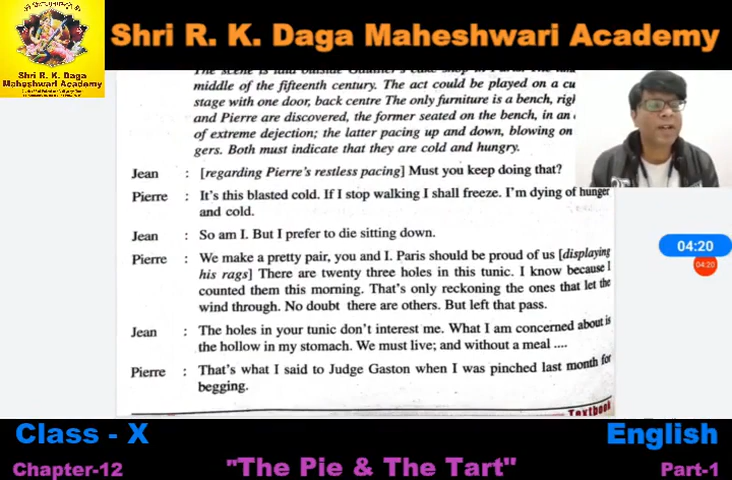 Shri R. K. Daga Maheshwari Academy
Shri R. K. Daga
Maheshwari Academy
The scene is laid outside
middle of the fifteenth century. The act could be played on a cu
stage with one door, back centre The only furniture is a bench, righ
and Pierre are discovered, the former seated on the bench, in an
of extreme dejection; the latter pacing up and down, blowing on
gers. Both must indicate that they are cold and hungry.
Jean : [regarding Pierre's restless pacing] Must you keep doing that?
Pierre : It's this blasted cold. If I stop walking I shall freeze. I'm dying of hunger
and cold.
Jean : So am I. But I prefer to die sitting down.
Pierre : We make a pretty pair, you and I. Paris should be proud of us [displaying
his rags] There are twenty three holes in this tunic. I know because I
counted them this morning. That's only reckoning the ones that let the
wind through. No doubt there are others. But left that pass.
Jean : The holes in your tunic don't interest me. What I am concerned about is
the hollow in my stomach. We must live; and without a meal ....
Pierre : That's what I said to Judge Gaston when I was pinched last month for
begging.
Textbook
04:20
04:20
Class - X
English
Chapter-12
"The Pie & The Tart"
Part-1